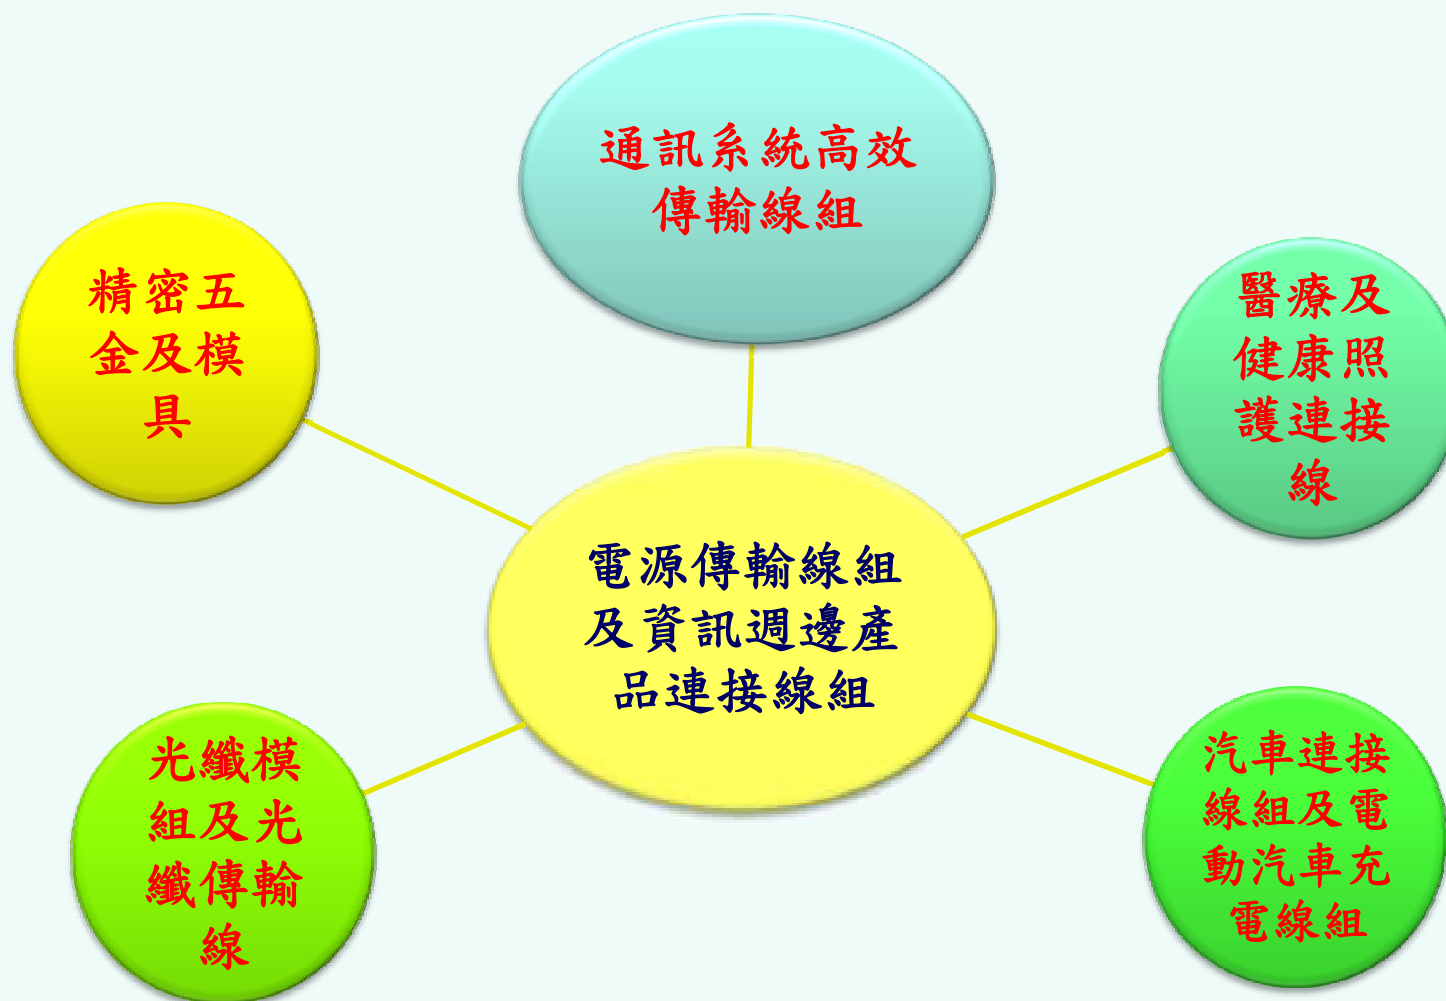 通訊系統高效
傳輸線組
精密五
金及模
具
醫療及
健康照
護連接
線
電源傳輸線組
及資訊週邊產
品連接線組
光纖模
組及光
纖傳輸
線
汽車連接
線組及電
動汽車充
電線組